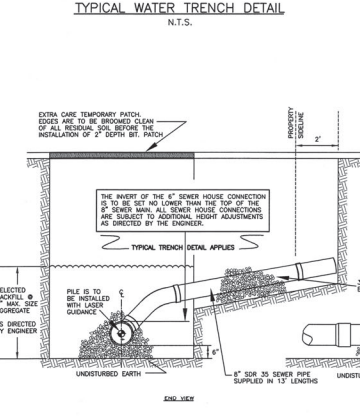 TYPICAL WATER TRENCH DETAIL
N.T.S.
EXTRA CARE TEMPORARY PATCH.
EDGES ARE TO BE BROOMED CLEAN
OF ALL RESIDUAL SOIL BEFORE THE
INSTALLATION OF 2" DEPTH BIT. PATCH
PROPERTY
SIDELINE
2'
THE INVERT OF THE 6" SEWER HOUSE CONNECTION
IS TO BE SET NO LOWER THAN THE TOP OF THE
8" SEWER MAIN. ALL SEWER HOUSE CONNECTIONS
ARE SUBJECT TO ADDITIONAL HEIGHT ADJUSTMENTS
AS DIRECTED BY THE ENGINEER.
TYPICAL TRENCH DETAIL APPLIES
ELECTED
ACKFILL @
" MAX. SIZE
GGREGATE
S DIRECTED
Y ENGINEER
PILE IS TO
BE INSTALLED
WITH LASER
GUIDANCE
6"
UNDISTURBED EARTH
8" SDR 35 SEWER PIPE
SUPPLIED IN 13' LENGTHS
UNDIST
END VIEW